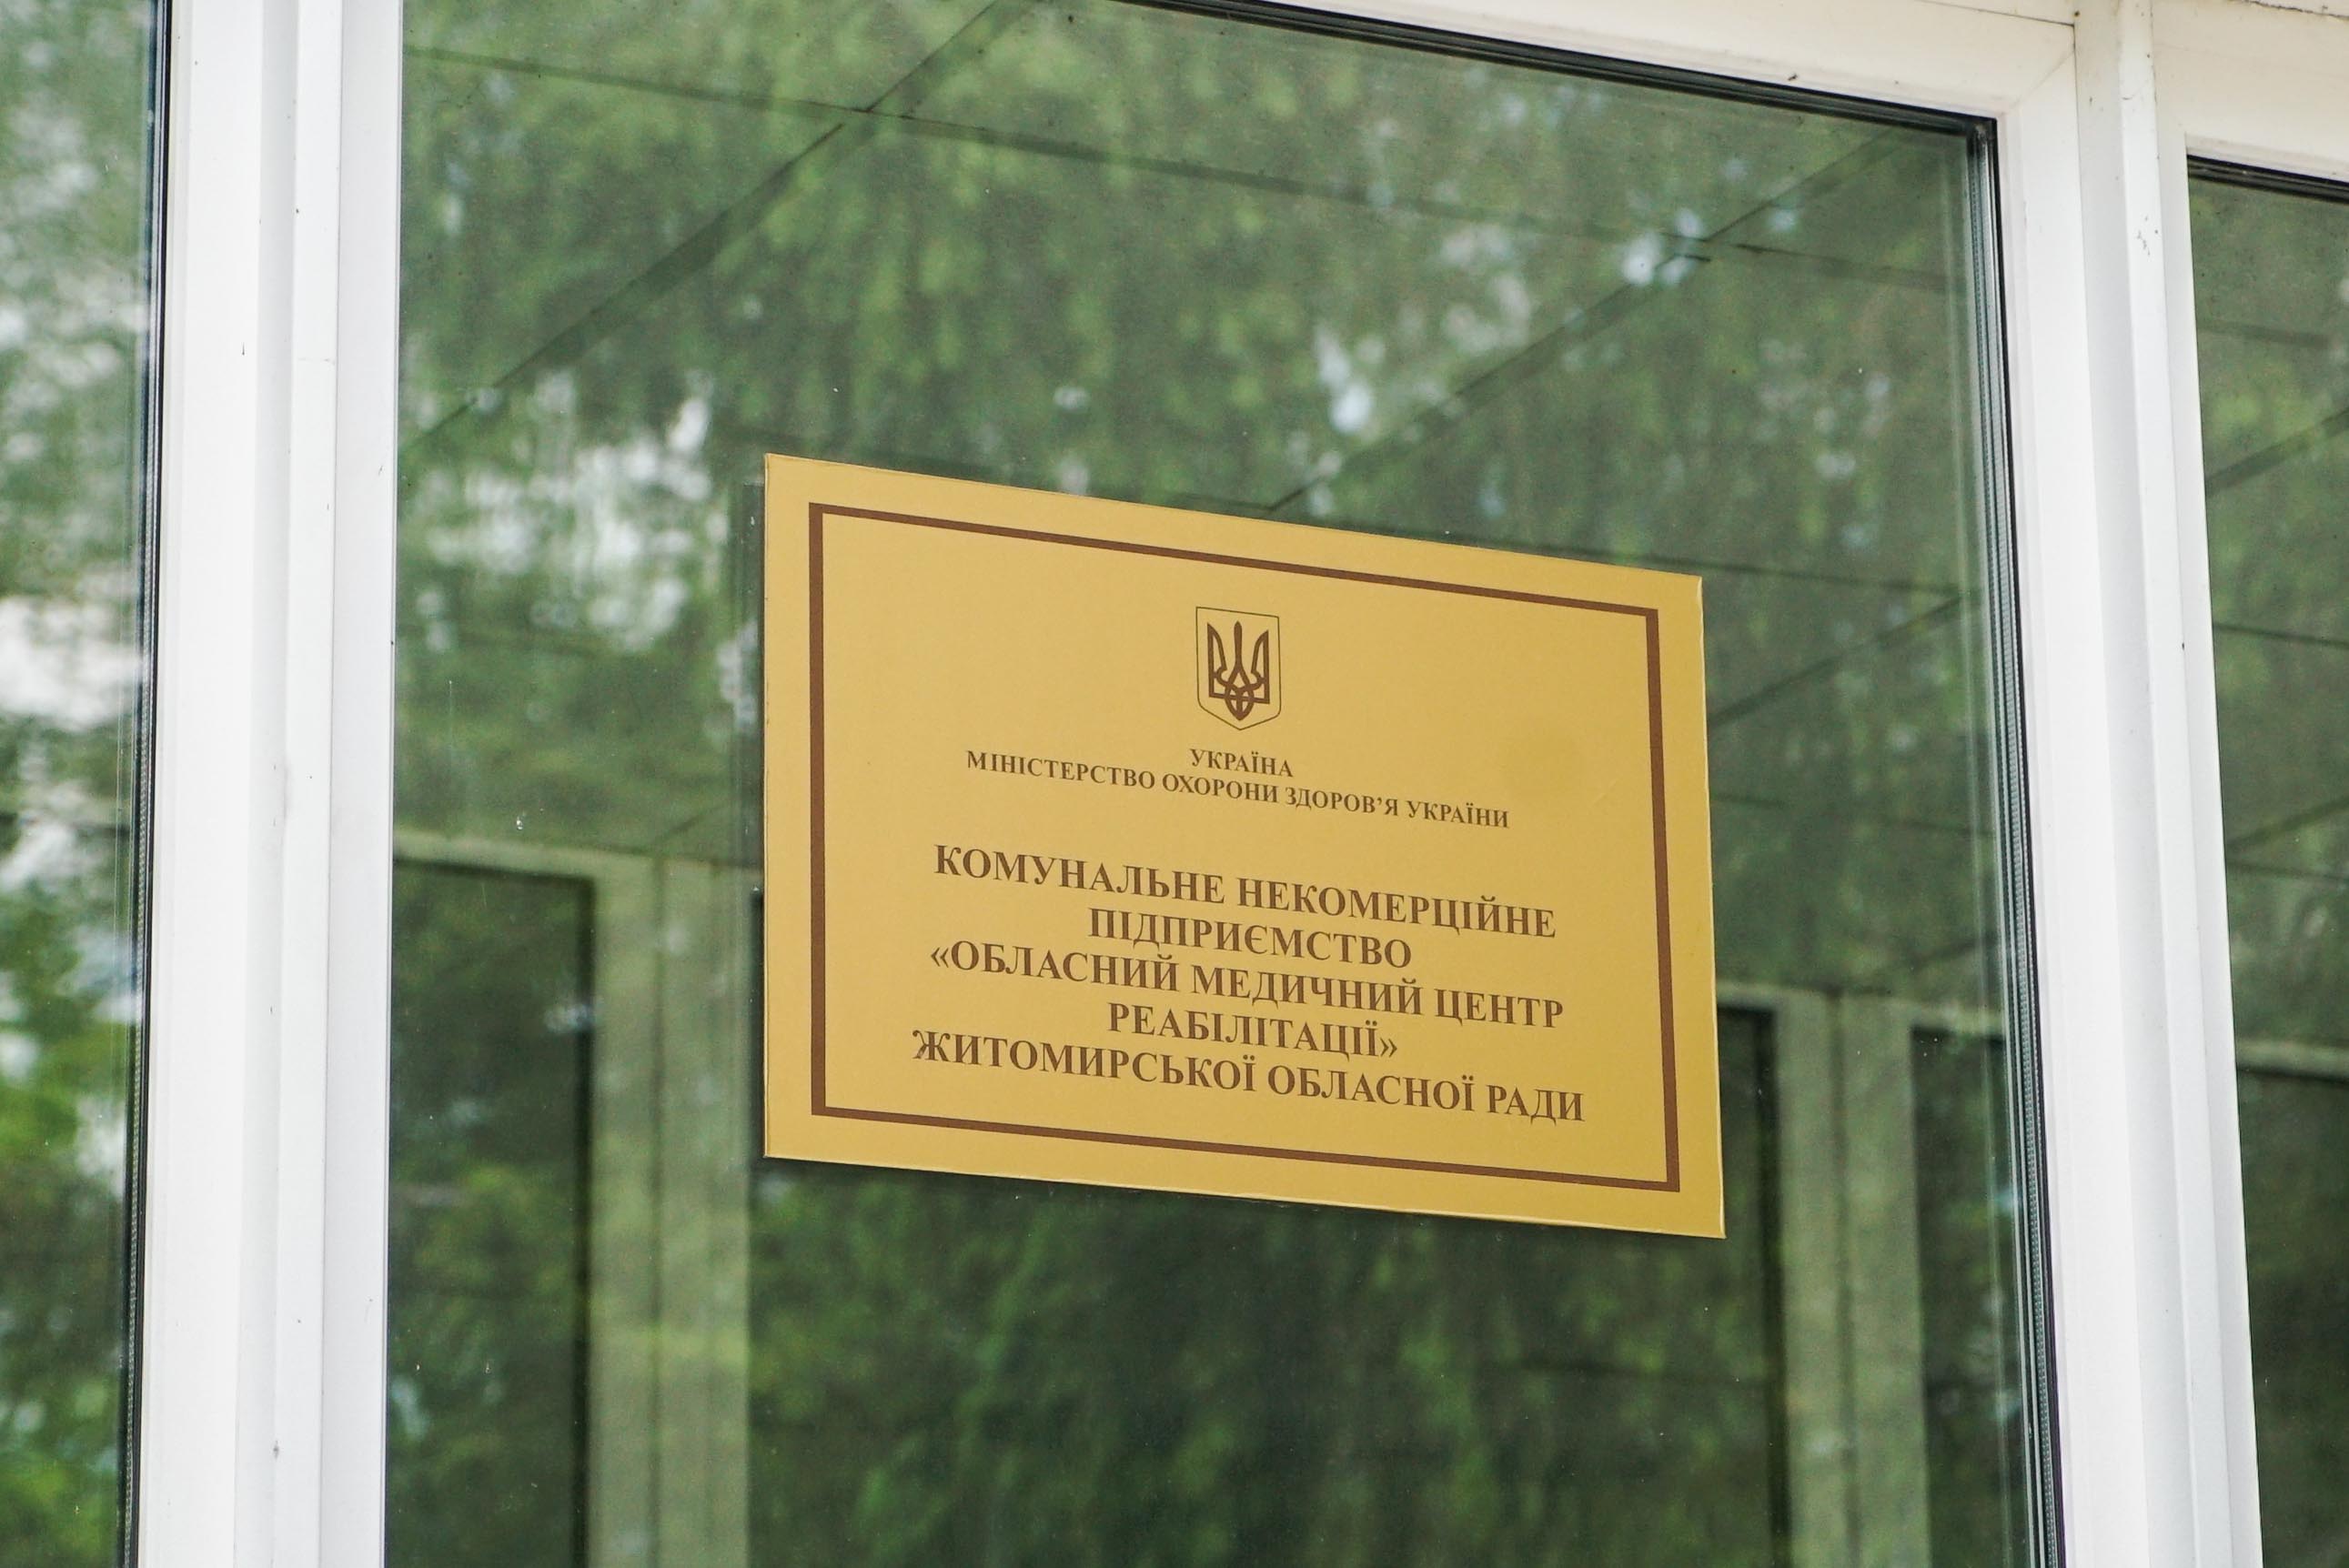 УКРАЇНА
МІНІСТЕРСТВО ОХОРОНИ ЗДОРОВ’Я УКРАЇНИ
КОМУНАЛЬНЕ НЕКОМЕРЦІЙНЕ
ПІДПРИЄМСТВО
«ОБЛАСНИЙ МЕДИЧНИЙ ЦЕНТР
РЕАБІЛІТАЦІЇ»
ЖИТОМИРСЬКОЇ ОБЛАСНОЇ РАДИ